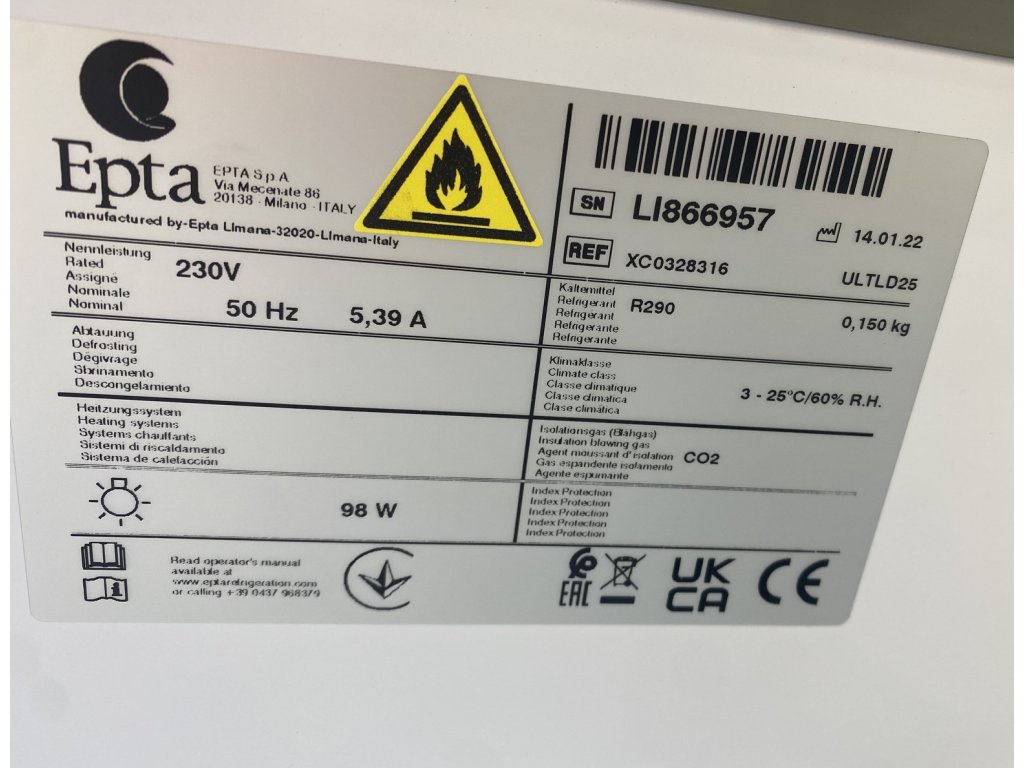 Epta
EPTA S.p.A.
Via Mecenate 86
20138 - Milano - ITALY
manufactured by-Epta Limana-32020-Limana-Italy
SN LI866957 14.01.22
REF XC0328316 ULTLD25
Nennleistung
Rated
Assigné
Nominale
Nominal
230V
50 Hz 5,39 A
Kaltemittel
Refrigerant
Refrigerant
Refrigerante
Refrigerante
R290
0,150 kg
Abtauung
Defrosting
Dégivrage
Sbrinamento
Descongelamiento
Klimaklasse
Climate class
Classe climatique
Classe climatica
Clase climática
3 - 25°C/60% R.H.
Heitzungssystem
Heating systems
Systems chauffants
Sistemi di riscaldamento
Sistema de calefacción
Isolationsgas (Blähgas)
Insulation blowing gas
Agent moussant d'isolation
Gas espandente isolamento
Agente espumante
CO2
98 W
Index Protection
Index Protection
Index Protection
Index Protection
Index Protection
Read operator's manual
available at
www.eptarefrigeration.com
or calling +39 0437 968379
EAC
UK
CA
CE